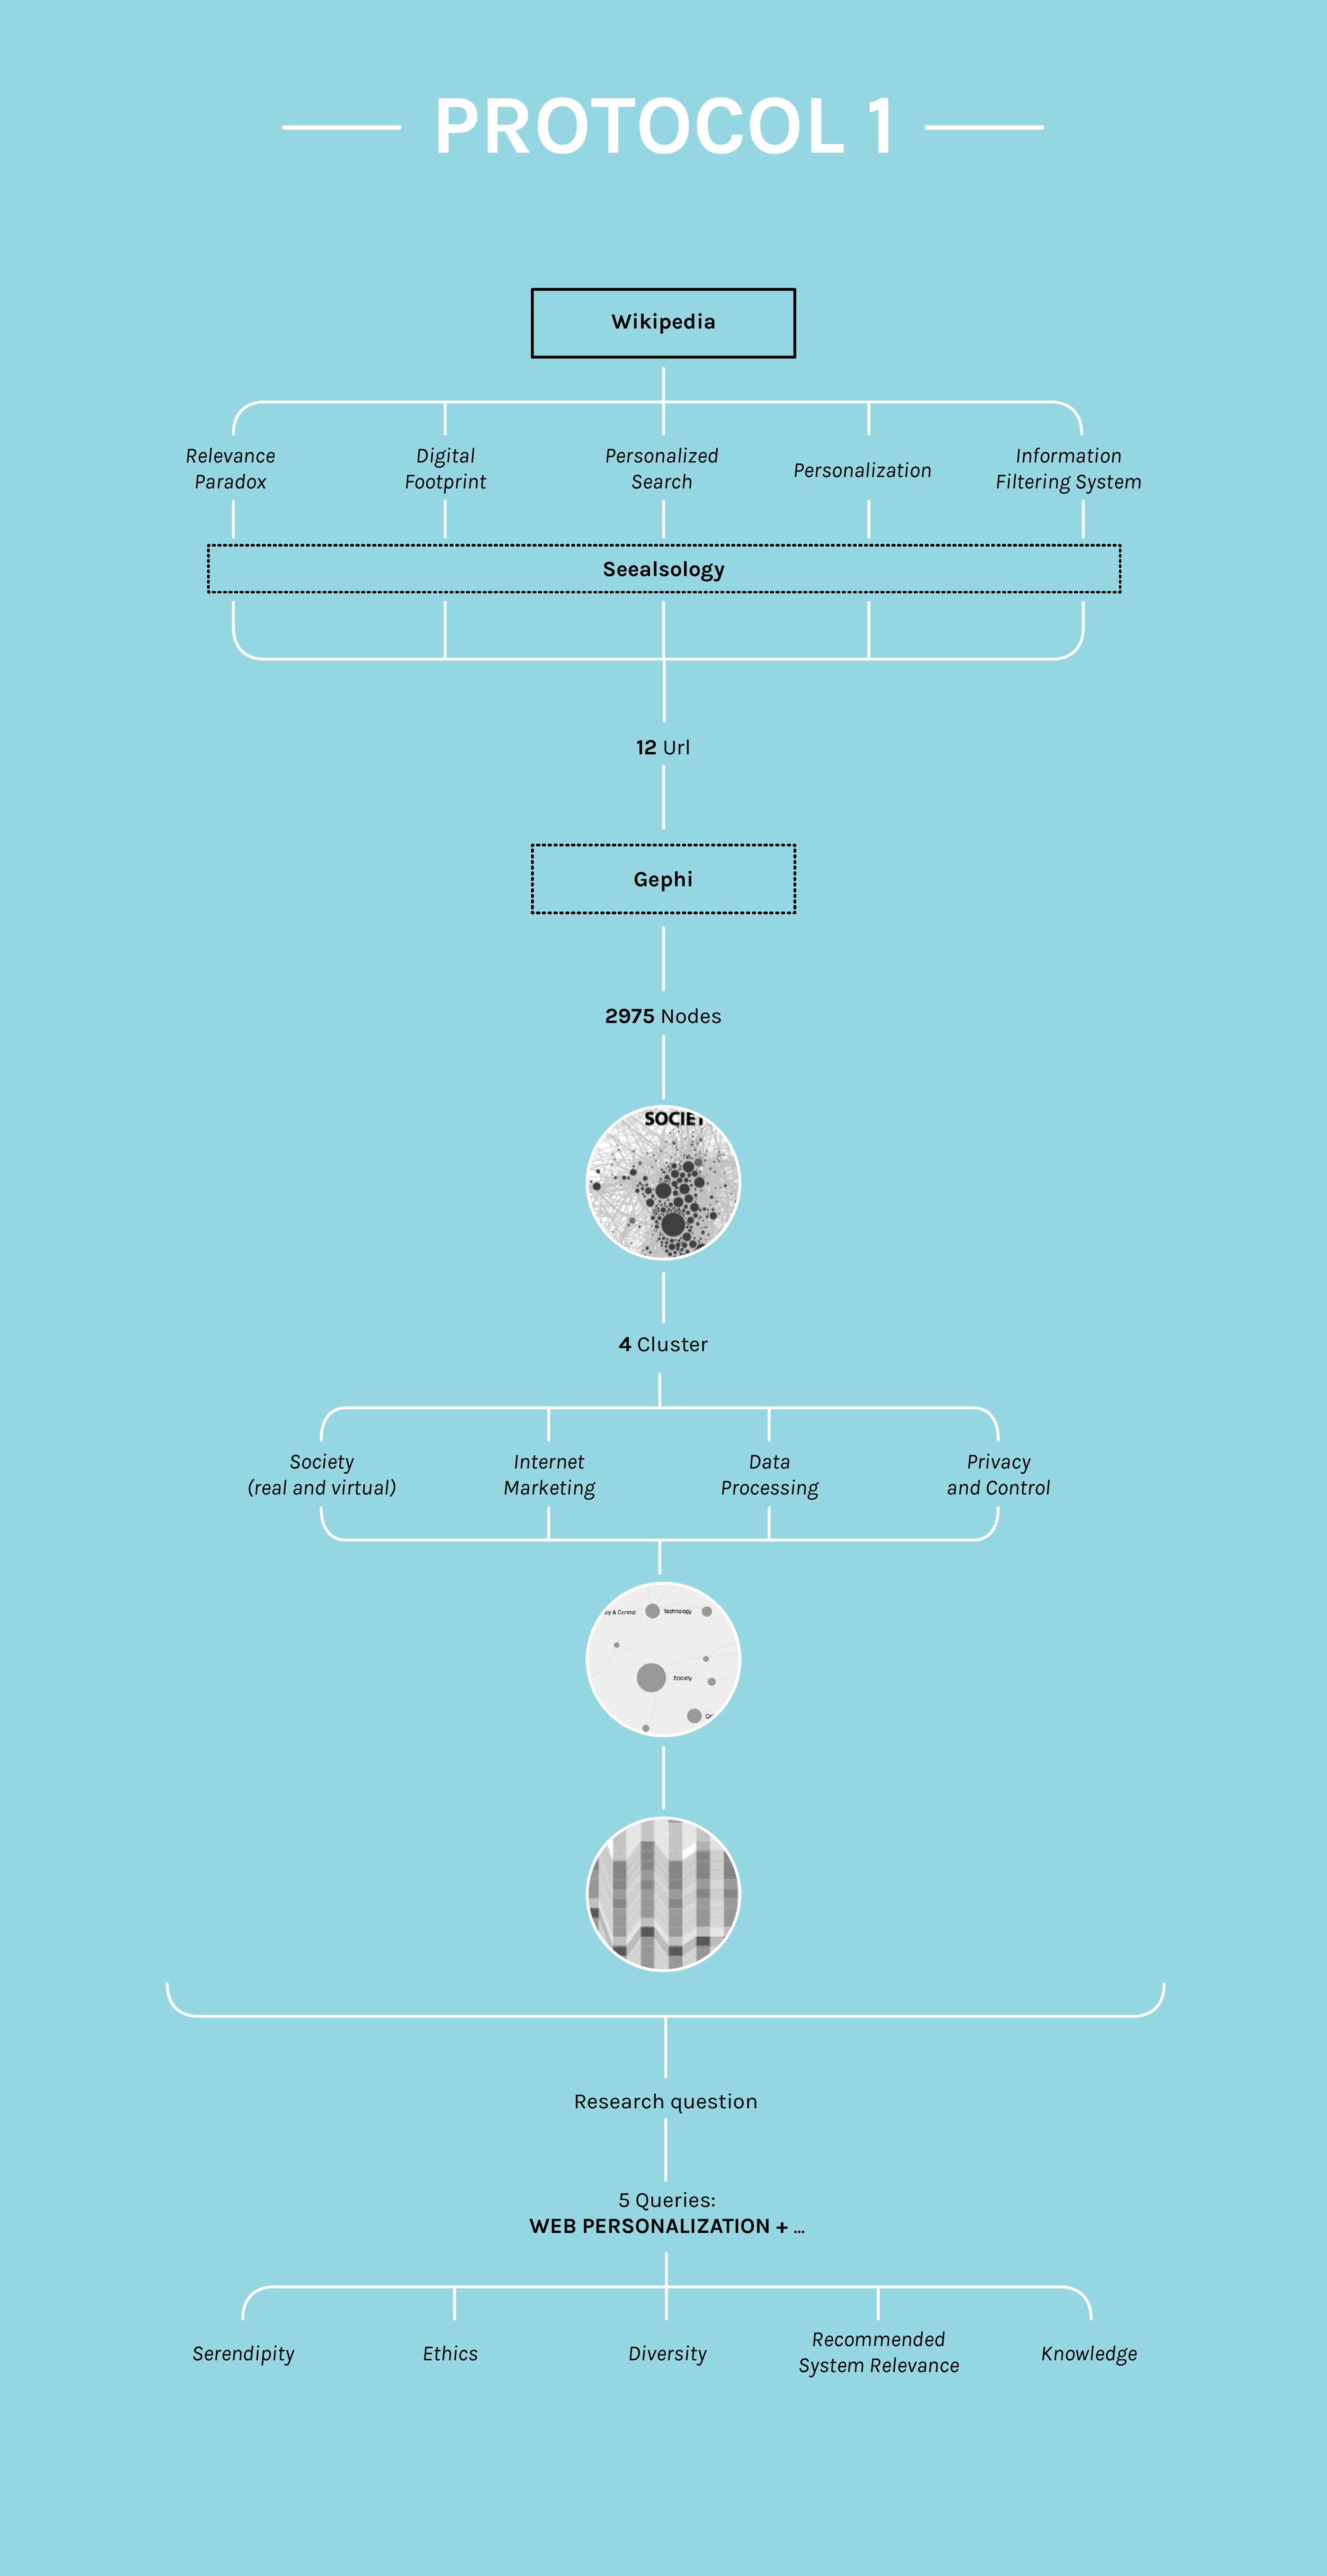 PROTOCOL 1
Wikipedia
Relevance
Paradox
Digital
Footprint
Personalized
Search
Personalization
Information
Filtering System
Seealsology
12 Url
Gephi
2975 Nodes
SOCIE
4 Cluster
Society
(real and virtual)
Internet
Marketing
Data
Processing
Privacy
and Control
cy & Control
Technology
Society
Research question
5 Queries:
WEB PERSONALIZATION + ...
Serendipity
Ethics
Diversity
Recommended
System Relevance
Knowledge